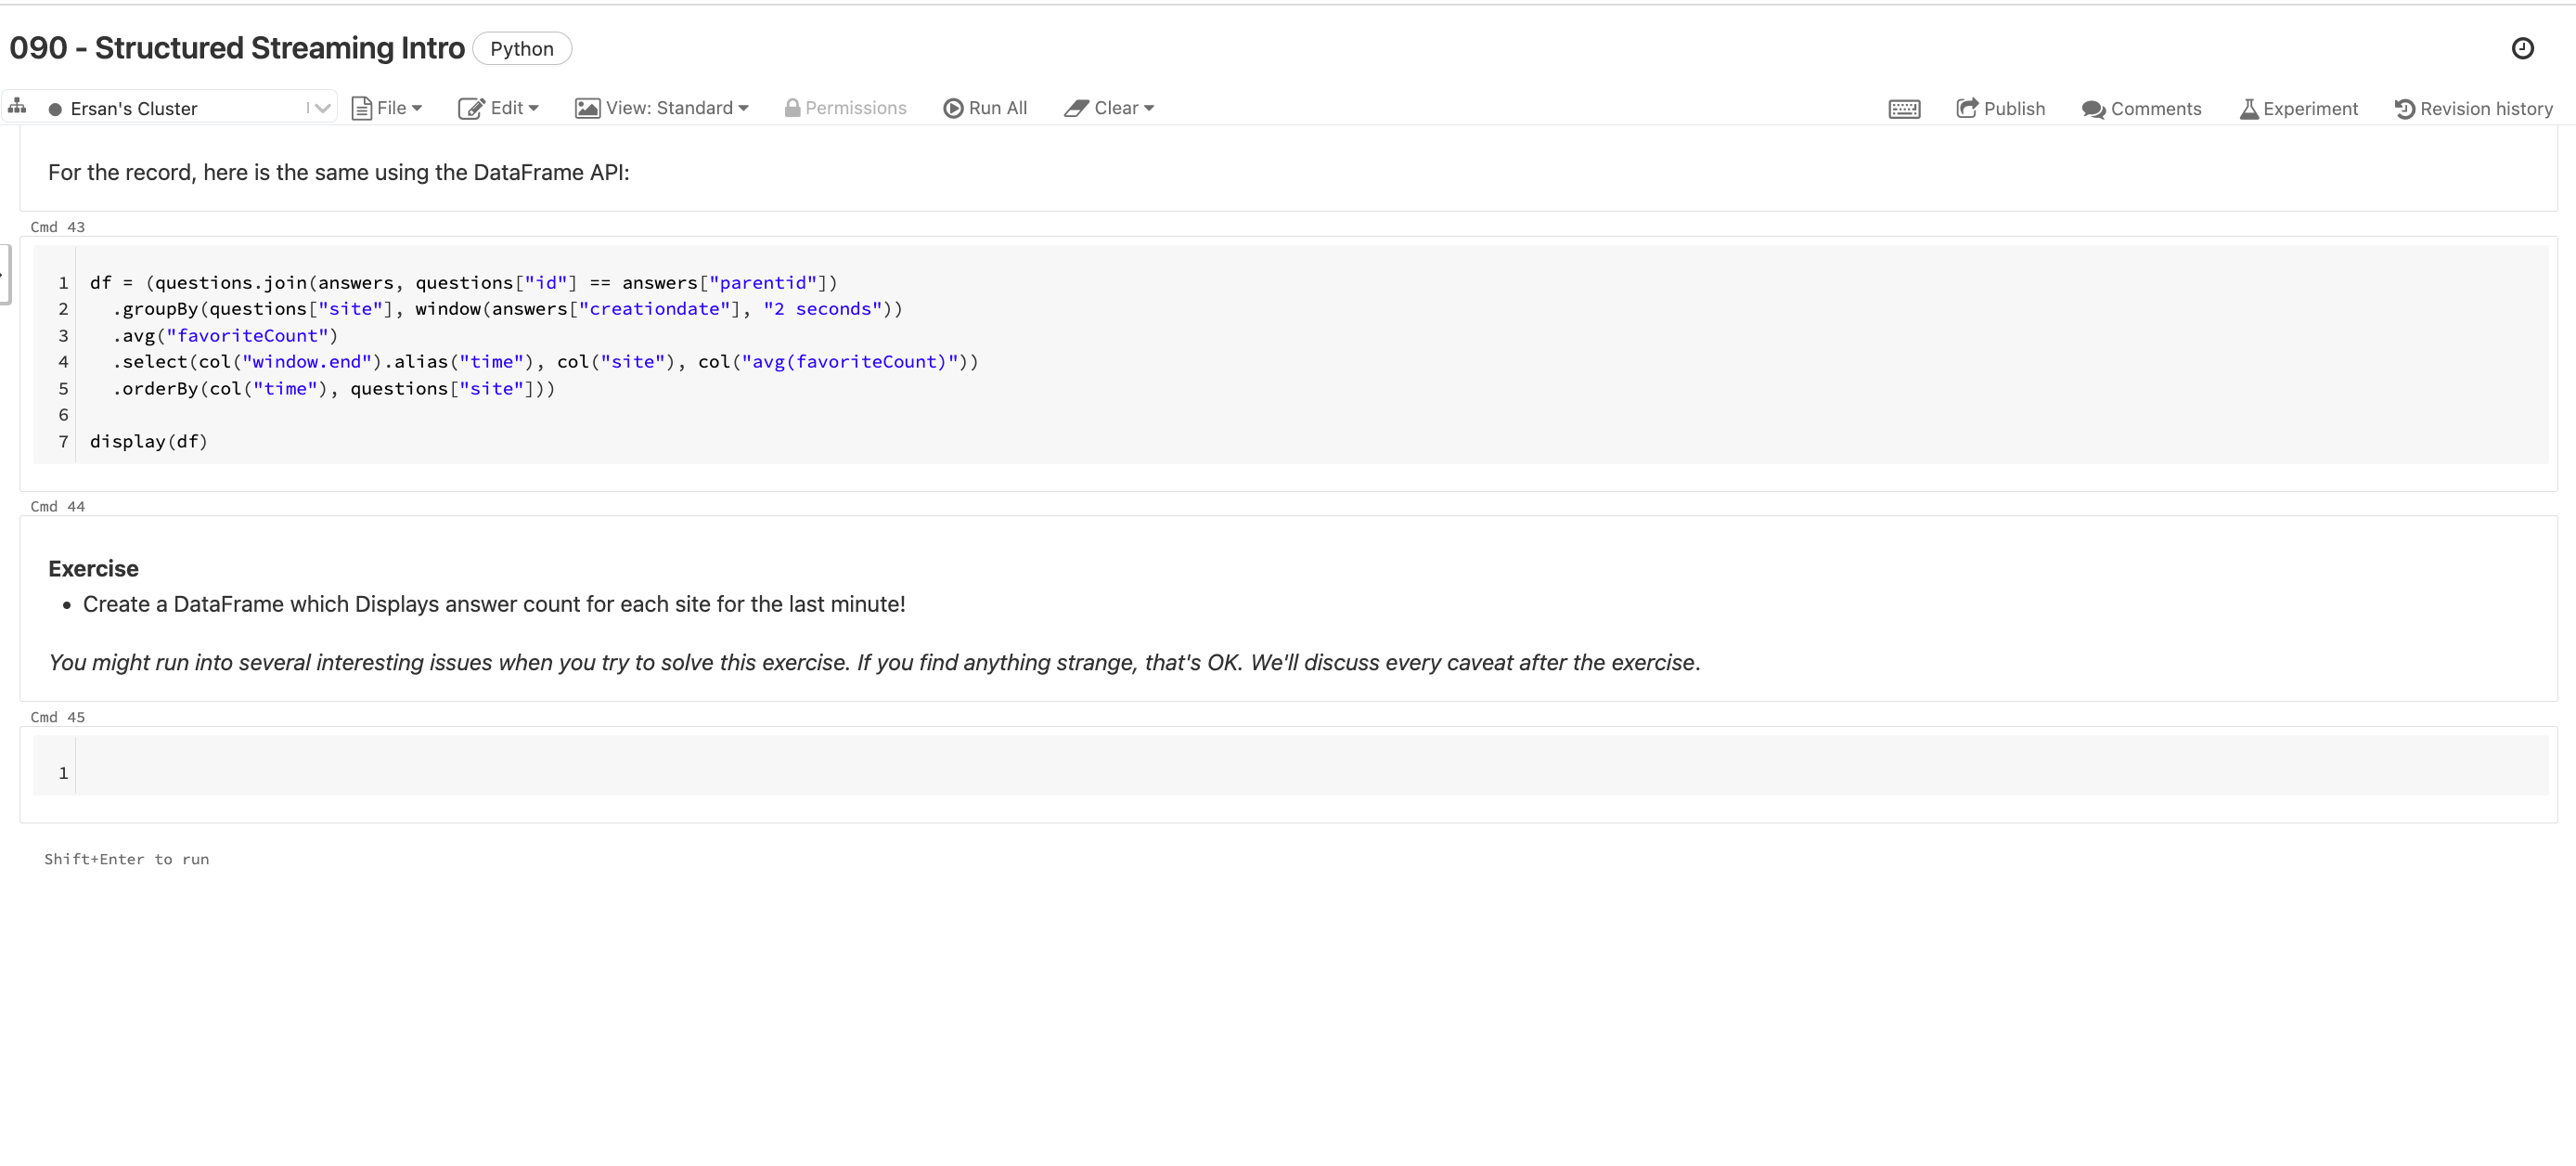 090 - Structured Streaming Intro Python
Ersan's Cluster File Edit View: Standard Permissions Run All Clear Publish Comments Experiment Revision history
For the record, here is the same using the DataFrame API:
Cmd 43
1 df = (questions.join(answers, questions["id"] == answers["parentid"])
2   .groupBy(questions["site"], window(answers["creationdate"], "2 seconds"))
3   .avg("favoriteCount")
4   .select(col("window.end").alias("time"), col("site"), col("avg(favoriteCount)"))
5   .orderBy(col("time"), questions["site"]))
6
7 display(df)
Cmd 44
Exercise
• Create a DataFrame which Displays answer count for each site for the last minute!
You might run into several interesting issues when you try to solve this exercise. If you find anything strange, that's OK. We'll discuss every caveat after the exercise.
Cmd 45
1
Shift+Enter to run